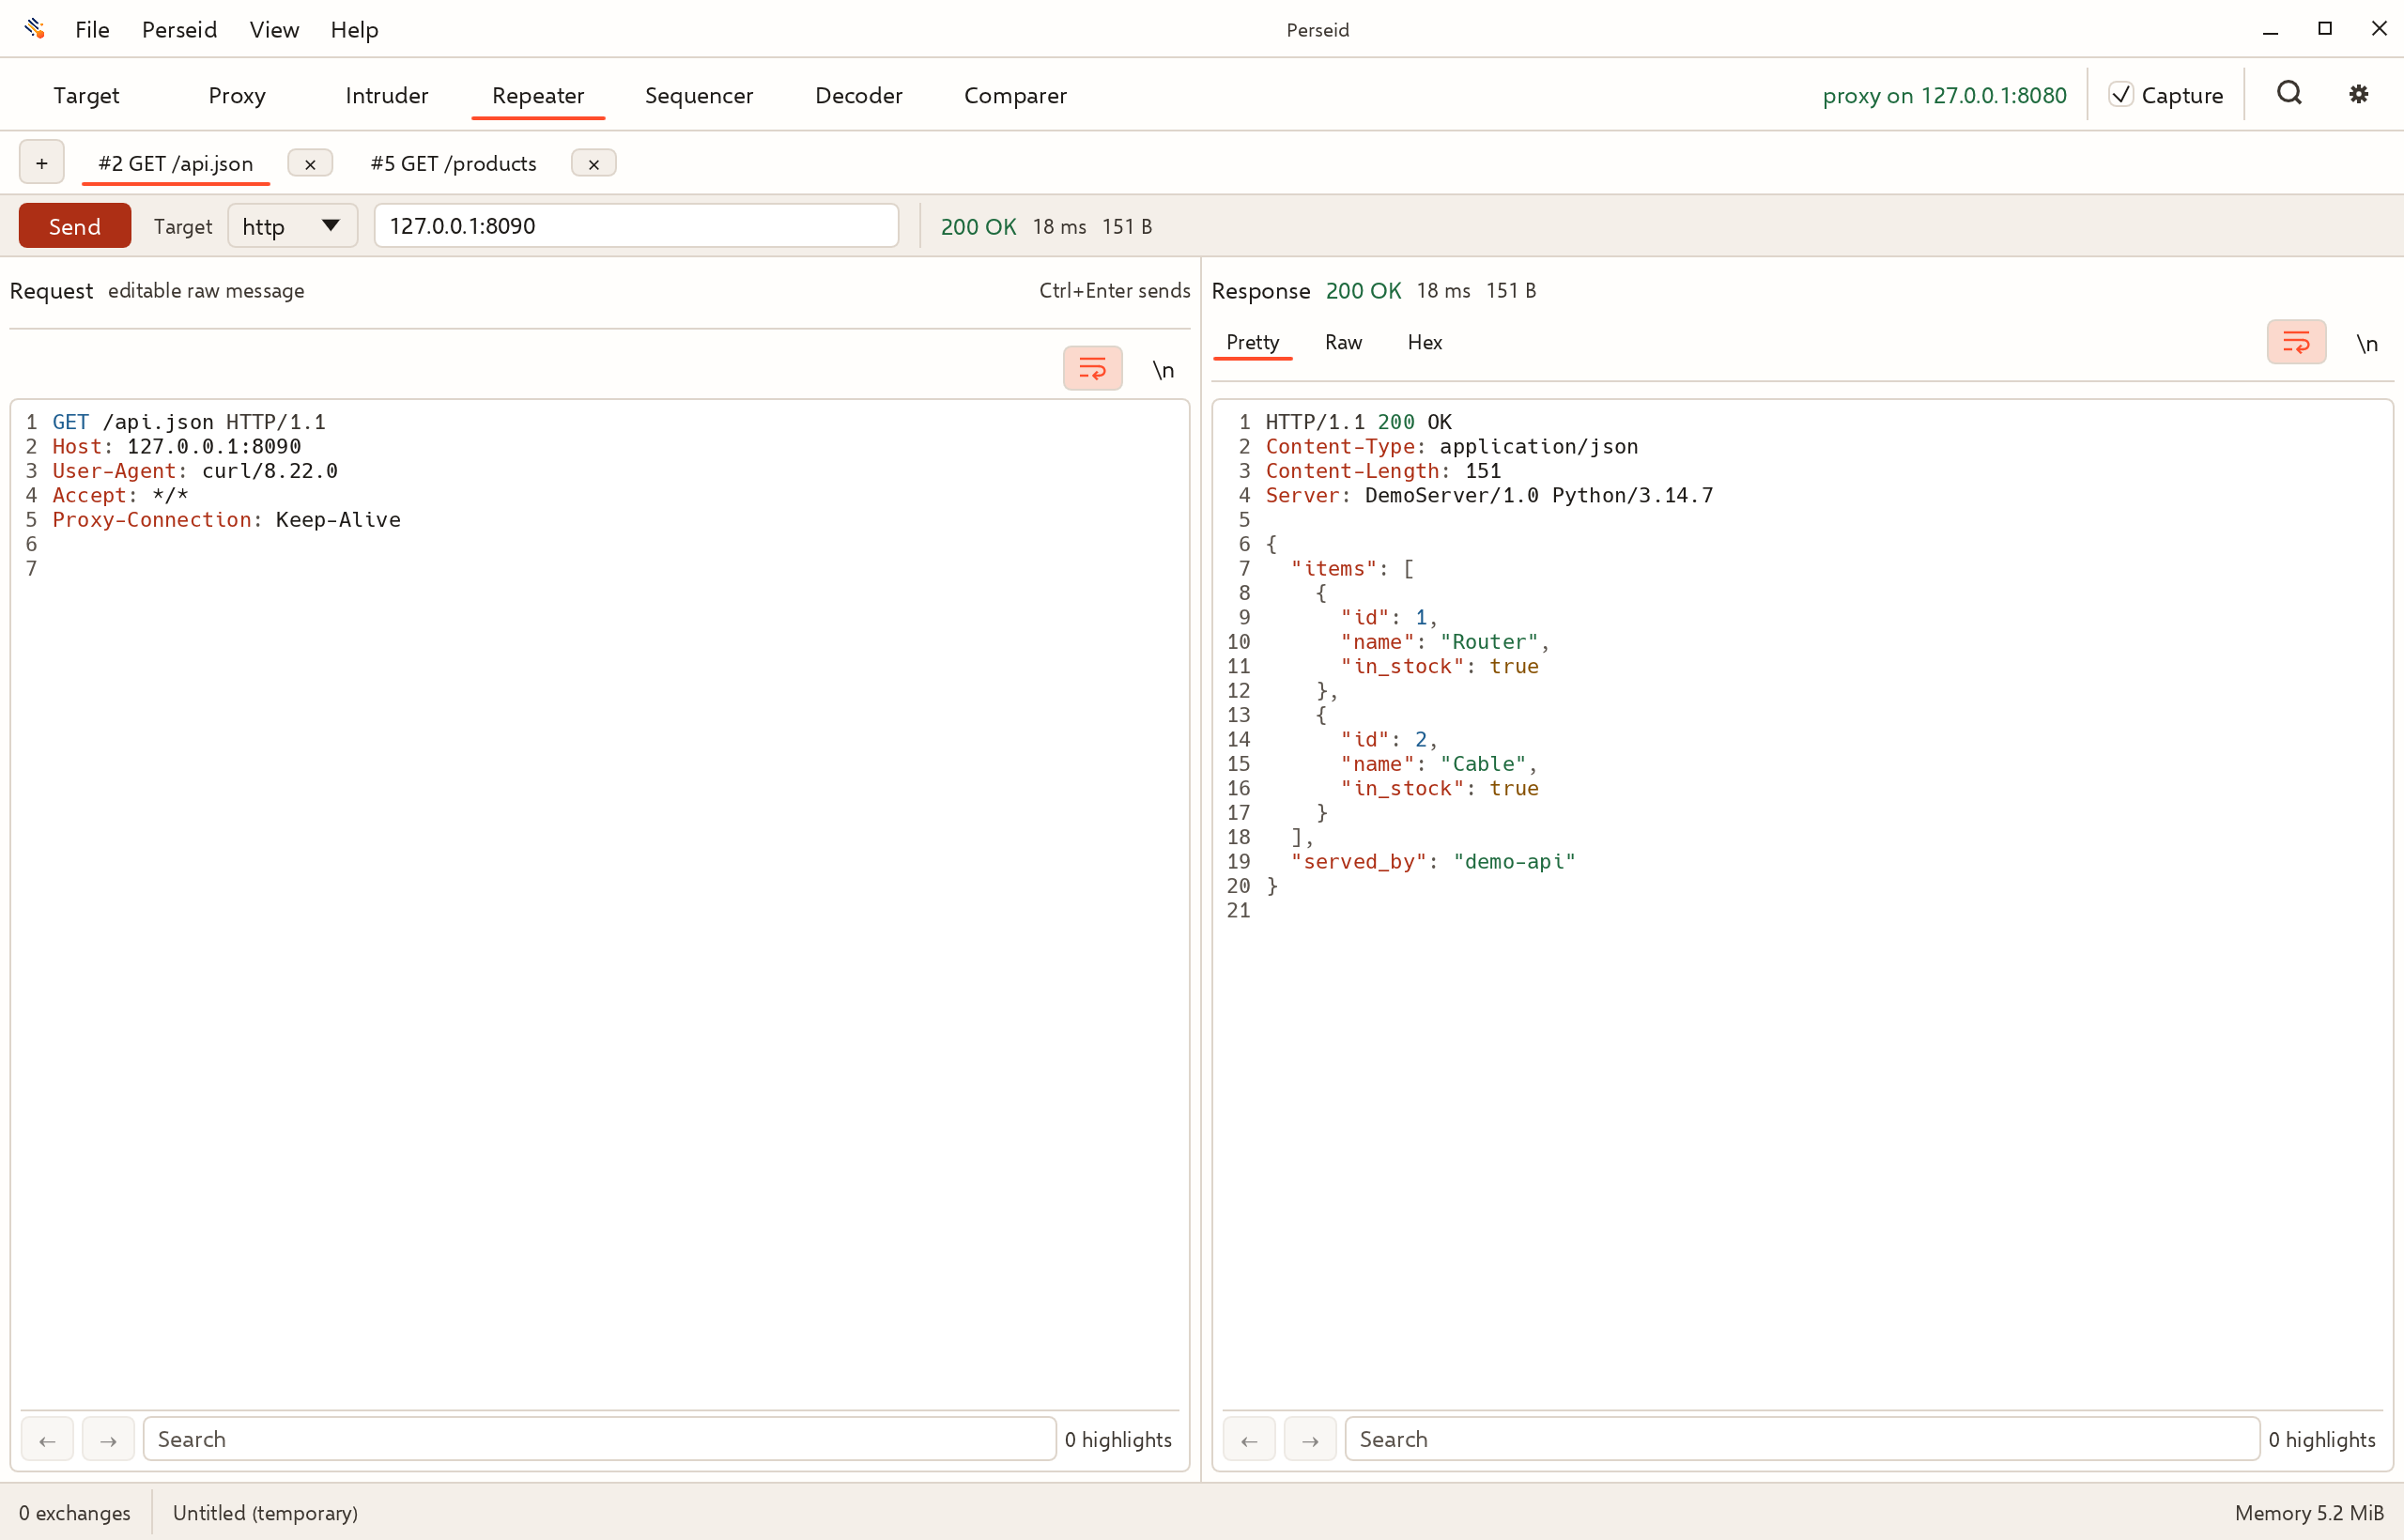 File Perseid View Help Perseid
Target Proxy Intruder Repeater Sequencer Decoder Comparer proxy on 127.0.0.1:8080 Capture
+ #2 GET /api.json × #5 GET /products ×
Send Target http 127.0.0.1:8090 200 OK 18 ms 151 B
Request editable raw message Ctrl+Enter sends
\n
1 GET /api.json HTTP/1.1
2 Host: 127.0.0.1:8090
3 User-Agent: curl/8.22.0
4 Accept: */*
5 Proxy-Connection: Keep-Alive
6
7
← → Search 0 highlights
Response 200 OK 18 ms 151 B
Pretty Raw Hex \n
1 HTTP/1.1 200 OK
2 Content-Type: application/json
3 Content-Length: 151
4 Server: DemoServer/1.0 Python/3.14.7
5
6 {
7   "items": [
8     {
9       "id": 1,
10       "name": "Router",
11       "in_stock": true
12     },
13     {
14       "id": 2,
15       "name": "Cable",
16       "in_stock": true
17     }
18   ],
19   "served_by": "demo-api"
20 }
21
← → Search 0 highlights
0 exchanges Untitled (temporary) Memory 5.2 MiB